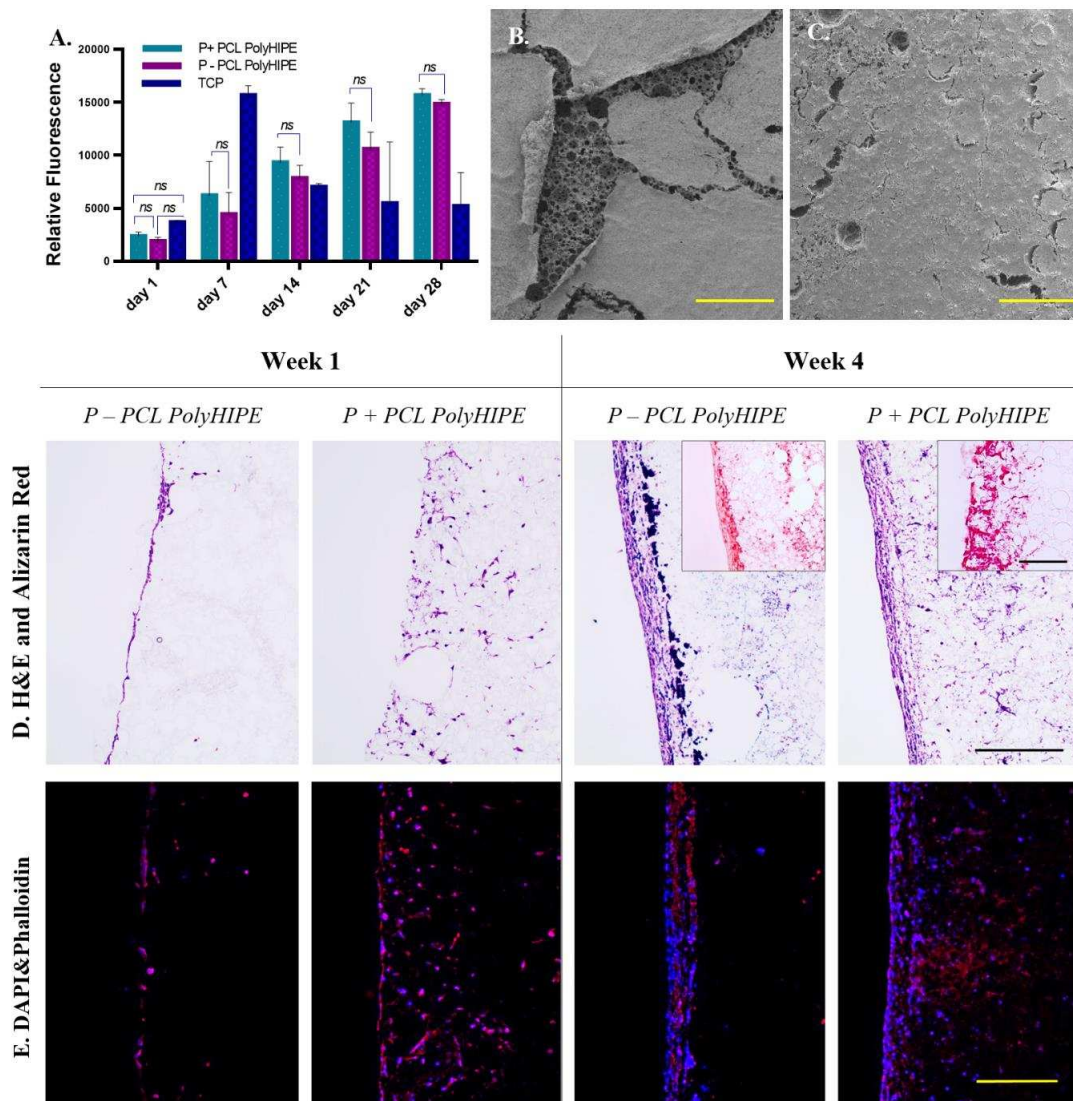 A.
P+ PCL PolyHIPE
P - PCL PolyHIPE
TCP
Relative Fluorescence
20000
15000
10000
5000
0
ns
ns
ns
ns
ns
ns
ns
day 1
day 7
day 14
day 21
day 28
B.
C.
Week 1
Week 4
P – PCL PolyHIPE
P + PCL PolyHIPE
P – PCL PolyHIPE
P + PCL PolyHIPE
D. H&E and Alizarin Red
E. DAPI&Phalloidin